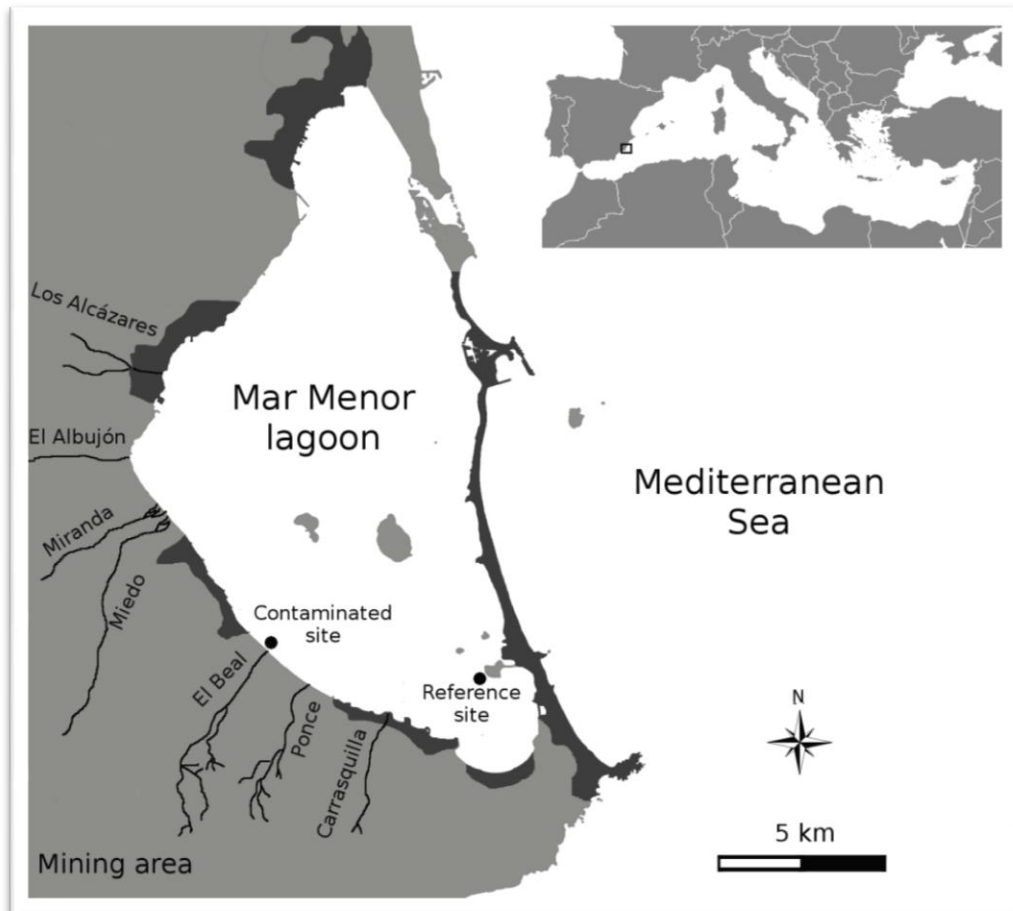 Los Alcázares
Mar Menor
lagoon
El Albujón
Mediterranean
Sea
Miranda
Miedo
Contaminated
site
El Beal
Reference
site
Ponce
Carrasquilla
N
5 km
Mining area